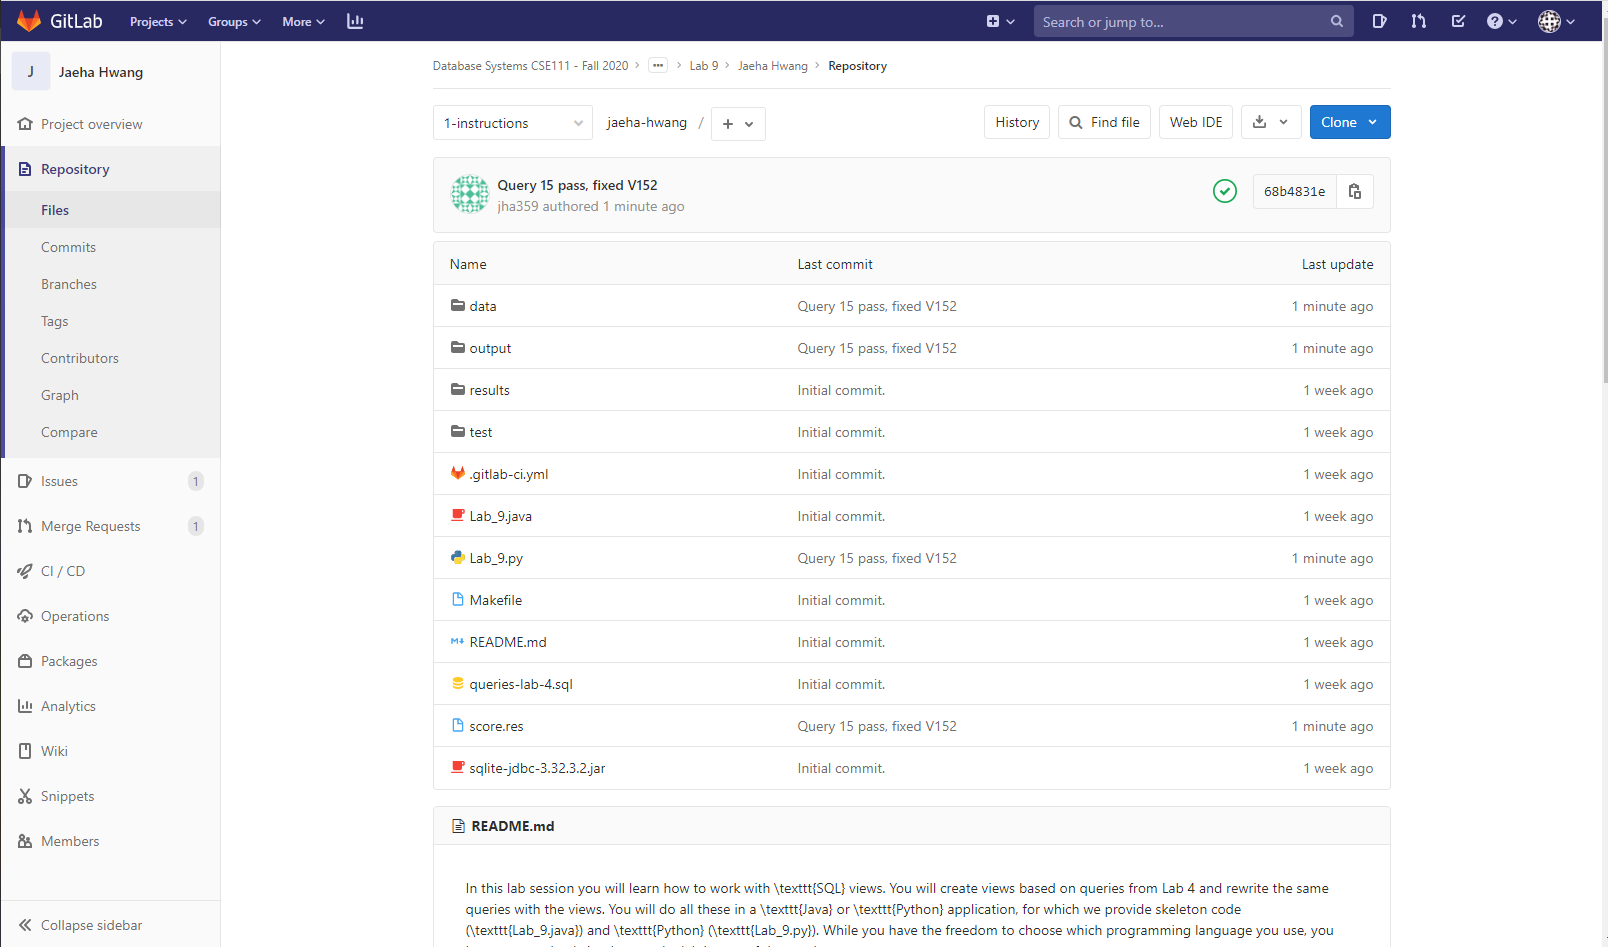 GitLab Projects Groups More Search or jump to...
J Jaeha Hwang
Project overview
Repository
Files
Commits
Branches
Tags
Contributors
Graph
Compare
Issues 1
Merge Requests 1
CI / CD
Operations
Packages
Analytics
Wiki
Snippets
Members
Collapse sidebar
Database Systems CSE111 - Fall 2020 > ... > Lab 9 > Jaeha Hwang > Repository
1-instructions jaeha-hwang / + History Find file Web IDE Clone
Query 15 pass, fixed V152
jha359 authored 1 minute ago
68b4831e
Name Last commit Last update
data Query 15 pass, fixed V152 1 minute ago
output Query 15 pass, fixed V152 1 minute ago
results Initial commit. 1 week ago
test Initial commit. 1 week ago
.gitlab-ci.yml Initial commit. 1 week ago
Lab_9.java Initial commit. 1 week ago
Lab_9.py Query 15 pass, fixed V152 1 minute ago
Makefile Initial commit. 1 week ago
README.md Initial commit. 1 week ago
queries-lab-4.sql Initial commit. 1 week ago
score.res Query 15 pass, fixed V152 1 minute ago
sqlite-jdbc-3.32.3.2.jar Initial commit. 1 week ago
README.md
In this lab session you will learn how to work with \texttt{SQL} views. You will create views based on queries from Lab 4 and rewrite the same
queries with the views. You will do all these in a \texttt{Java} or \texttt{Python} application, for which we provide skeleton code
(\texttt{Lab_9.java}) and \texttt{Python} (\texttt{Lab_9.py}). While you have the freedom to choose which programming language you use, you